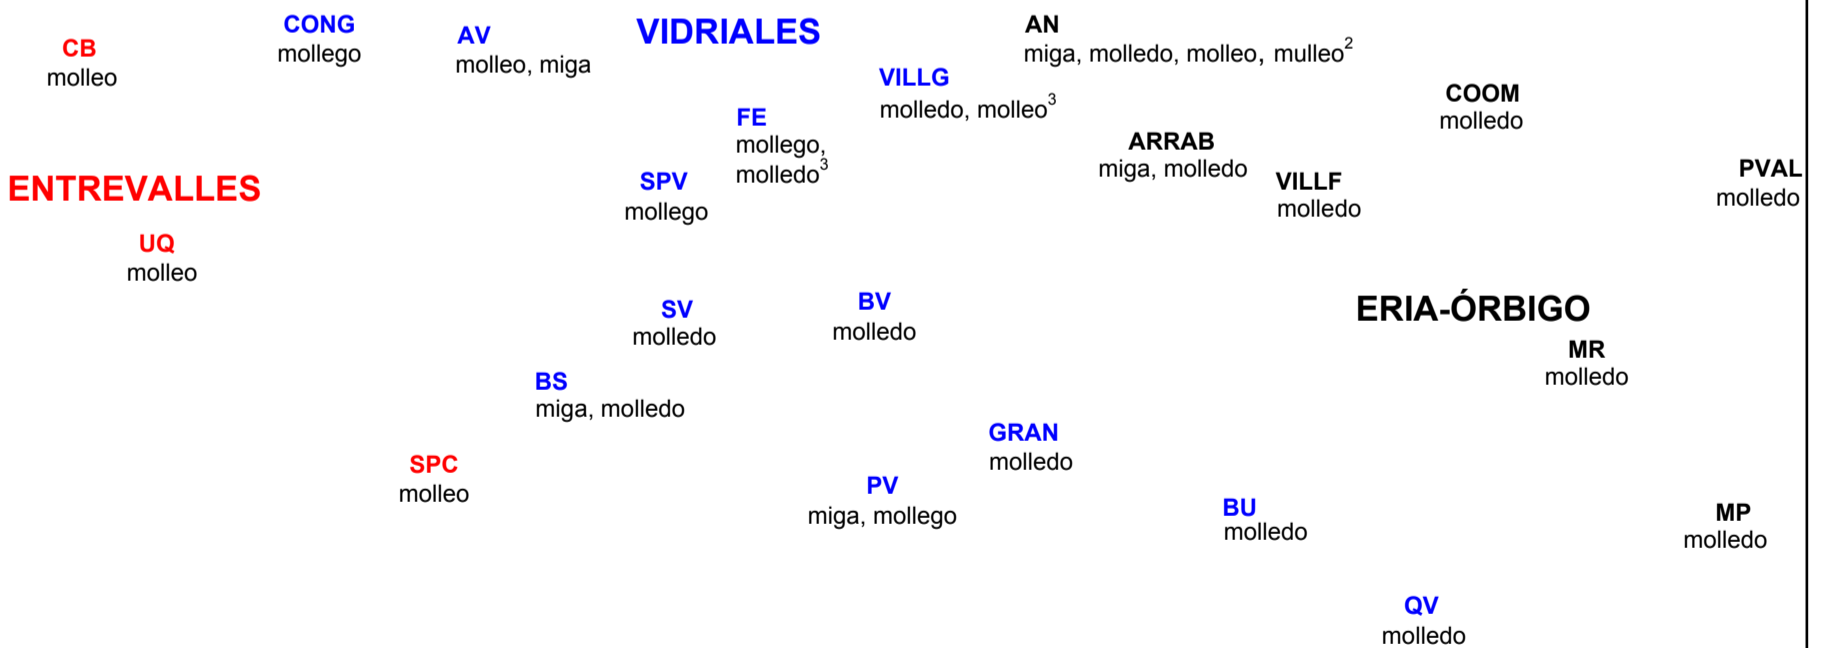 CB
molleo
CONG
mollego
AV
molleo, miga
VIDRIALES
AN
miga, molledo, molleo, mulleo²
VILLG
molledo, molleo³
COOM
molledo
FE
mollego,
molledo³
ARRAB
miga, molledo
ENTREVALLES
SPV
mollego
VILLF
molledo
PVAL
molledo
UQ
molleo
SV
molledo
BV
molledo
ERIA-ÓRBIGO
MR
molledo
BS
miga, molledo
GRAN
molledo
SPC
molleo
PV
miga, mollego
BU
molledo
MP
molledo
QV
molledo